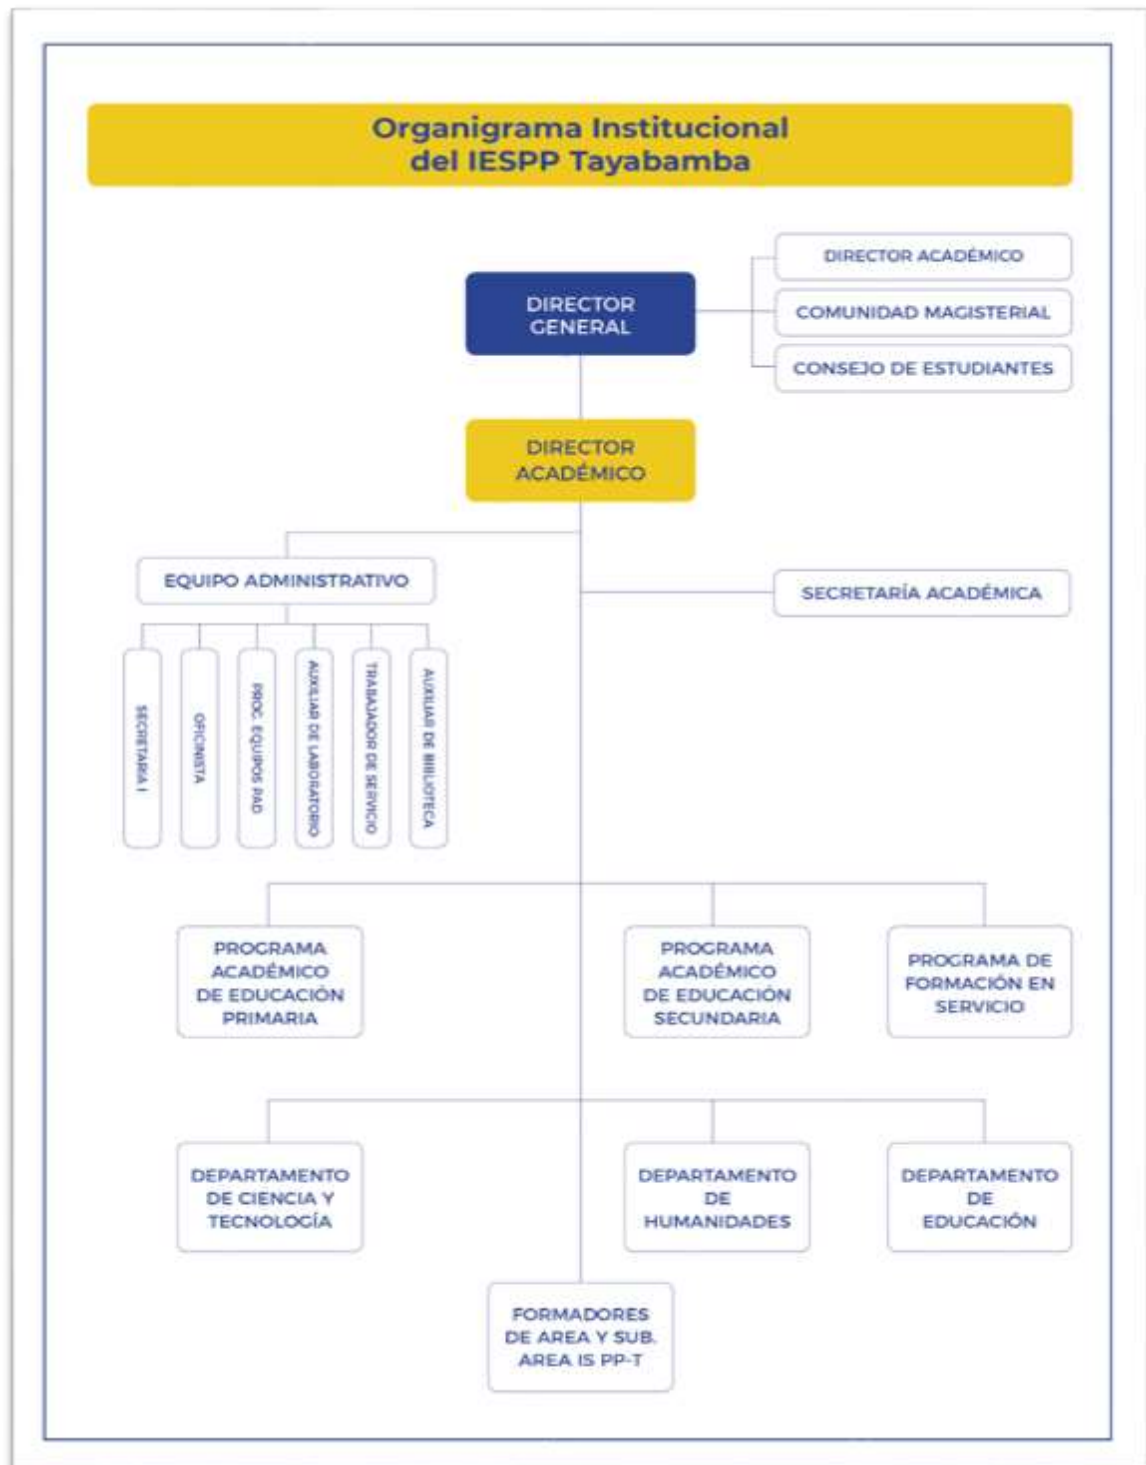 Organigrama Institucional
del IESPP Tayabamba
DIRECTOR
GENERAL
DIRECTOR ACADÉMICO
COMUNIDAD MAGISTERIAL
CONSEJO DE ESTUDIANTES
DIRECTOR
ACADÉMICO
EQUIPO ADMINISTRATIVO
SECRETARÍA ACADÉMICA
SECRETARIA I
OFICINISTA
PROC. EQUIPOS PAD
AUXILIAR DE LABORATORIO
TRABAJADOR DE SERVICIO
AUXILIAR DE BIBLIOTECA
PROGRAMA
ACADÉMICO
DE EDUCACIÓN
PRIMARIA
PROGRAMA
ACADÉMICO
DE EDUCACIÓN
SECUNDARIA
PROGRAMA DE
FORMACIÓN EN
SERVICIO
DEPARTAMENTO
DE CIENCIA Y
TECNOLOGÍA
DEPARTAMENTO
DE
HUMANIDADES
DEPARTAMENTO
DE
EDUCACIÓN
FORMADORES
DE AREA Y SUB.
AREA IS PP-T